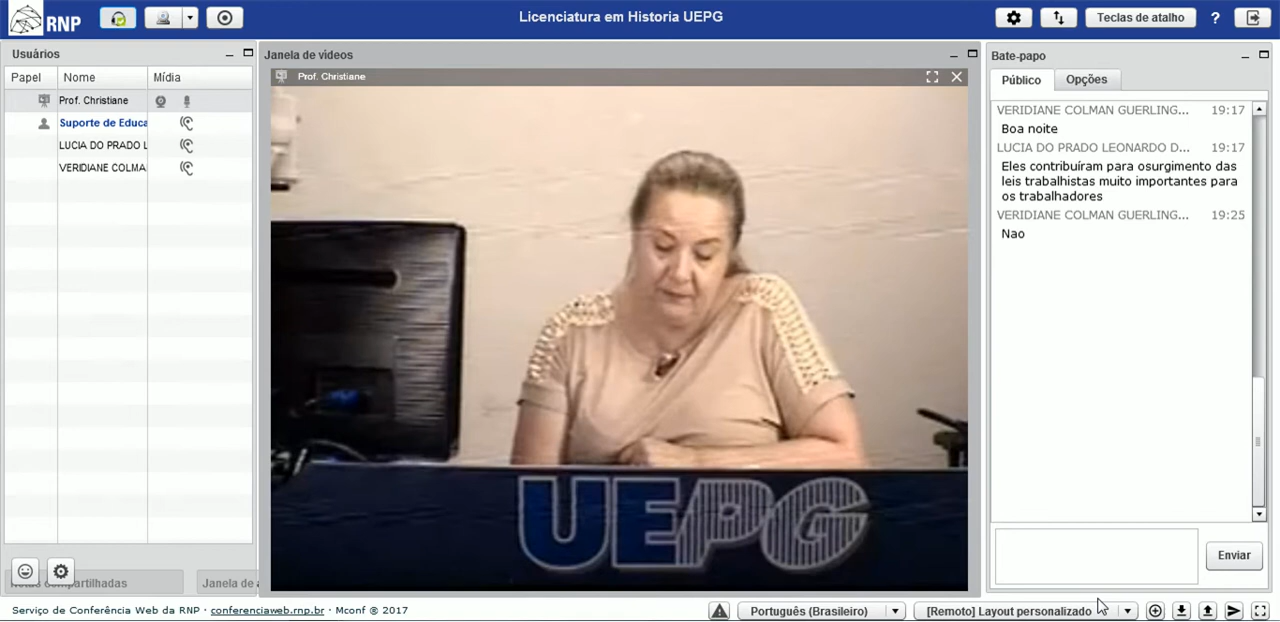 RNP
Licenciatura em Historia UEPG
Teclas de atalho
?
Usuários
Papel Nome Mídia
Prof. Christiane
Suporte de Educa
LUCIA DO PRADO L
VERIDIANE COLMA
Notas compartilhadas
Janela de a
Janela de vídeos
Prof. Christiane
UEPG
Bate-papo
Público Opções
VERIDIANE COLMAN GUERLING... 19:17
Boa noite
LUCIA DO PRADO LEONARDO D... 19:17
Eles contribuíram para osurgimento das
leis trabalhistas muito importantes para
os trabalhadores
VERIDIANE COLMAN GUERLING... 19:25
Nao
Enviar
Serviço de Conferência Web da RNP · conferenciaweb.rnp.br · Mconf © 2017
Português (Brasileiro)
[Remoto] Layout personalizado